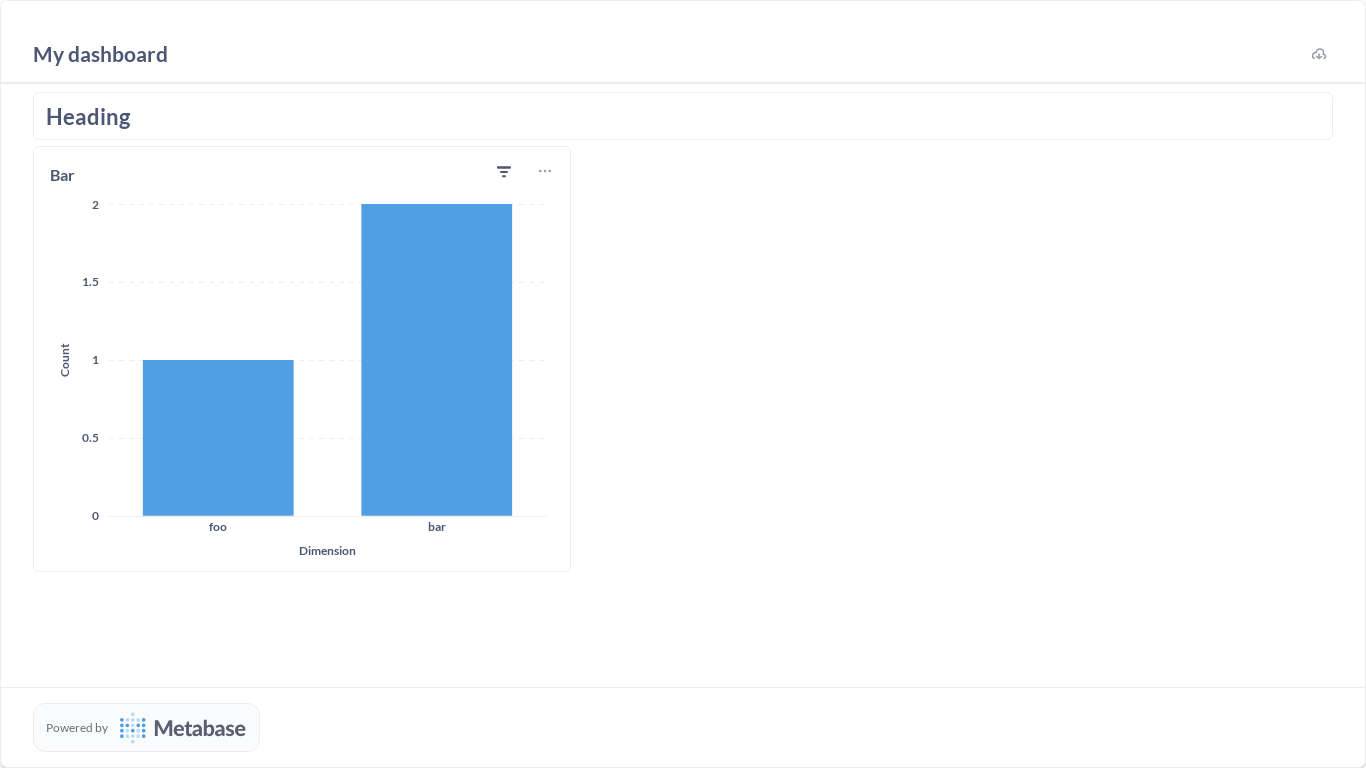 My dashboard
Heading
Bar
2
1.5
1
0.5
0
Count
foo bar
Dimension
Powered by Metabase